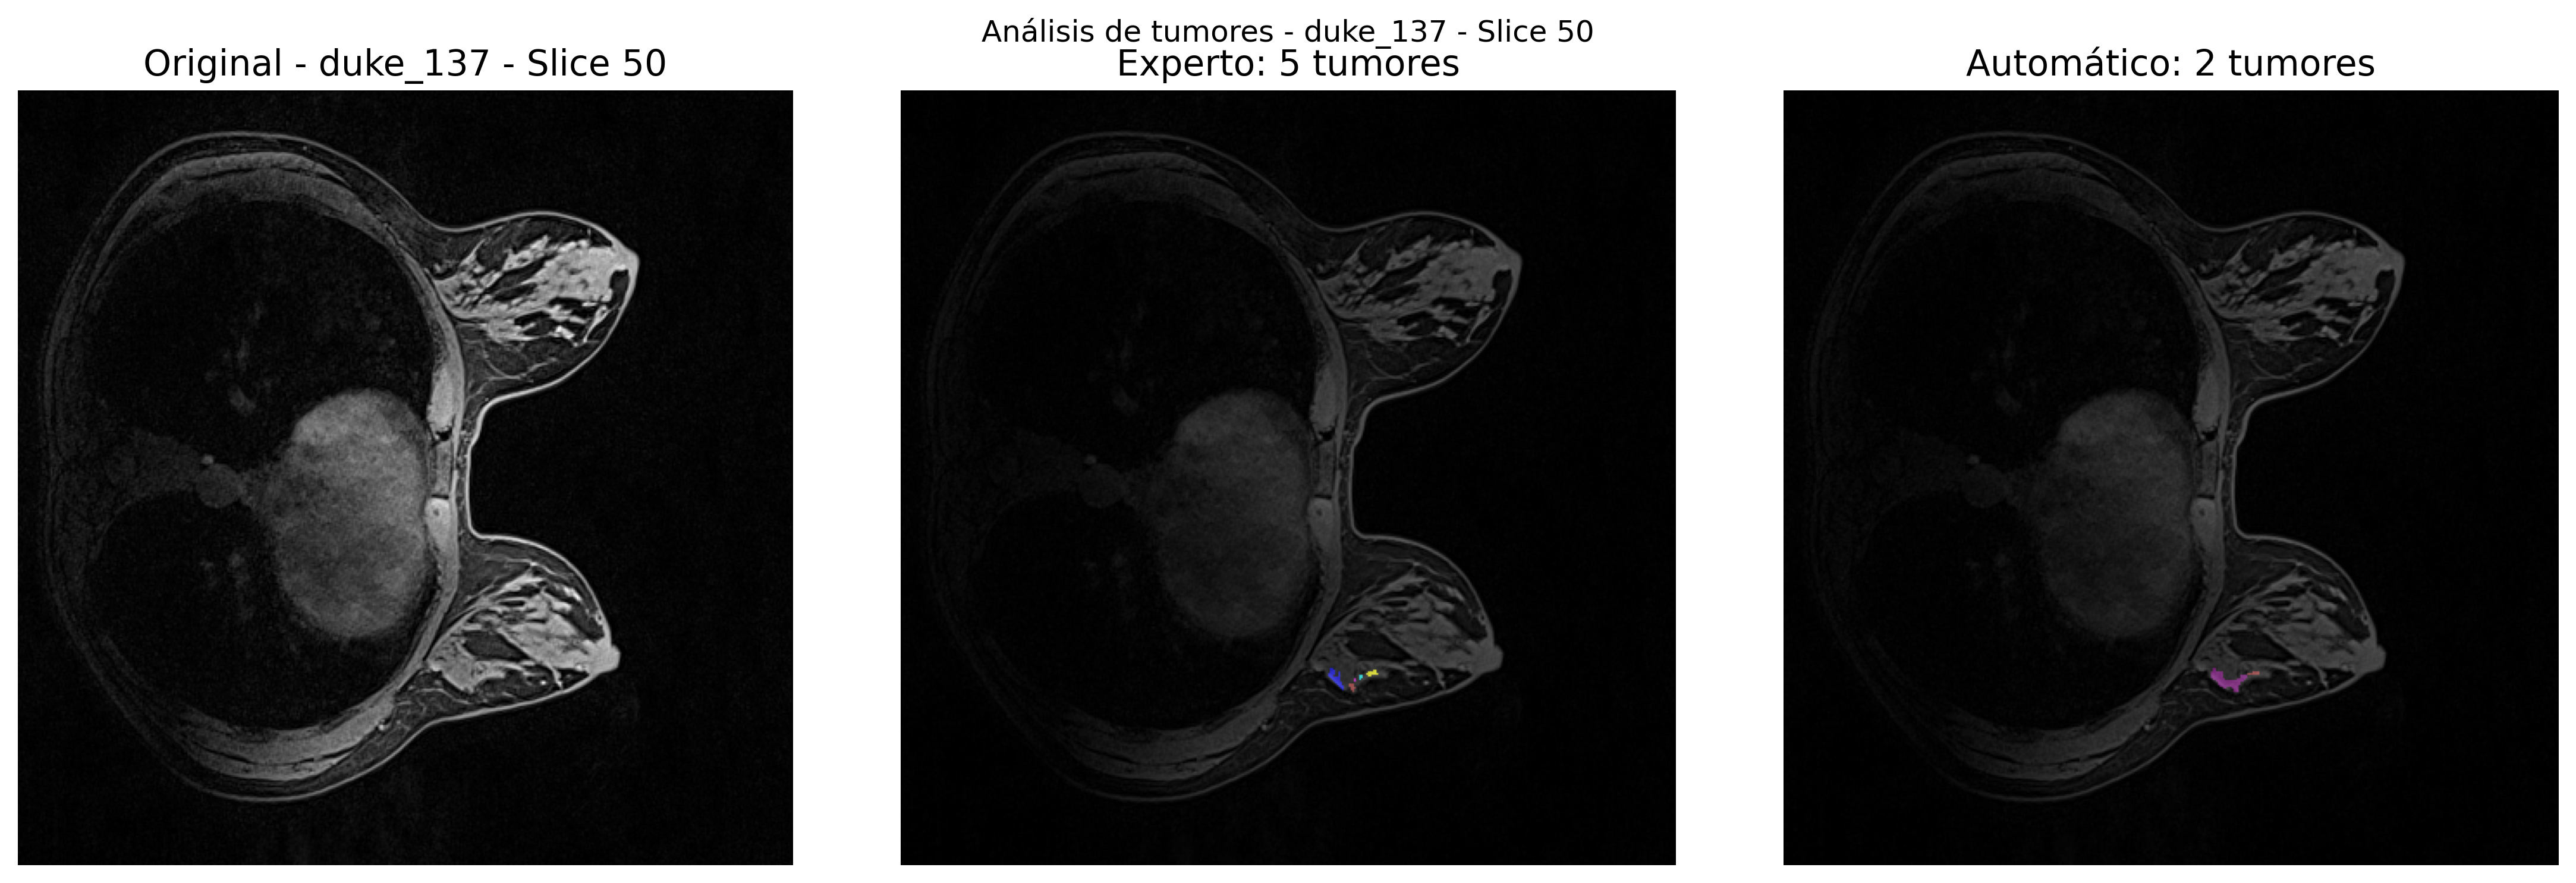 Análisis de tumores - duke_137 - Slice 50
Original - duke_137 - Slice 50
Experto: 5 tumores
Automático: 2 tumores